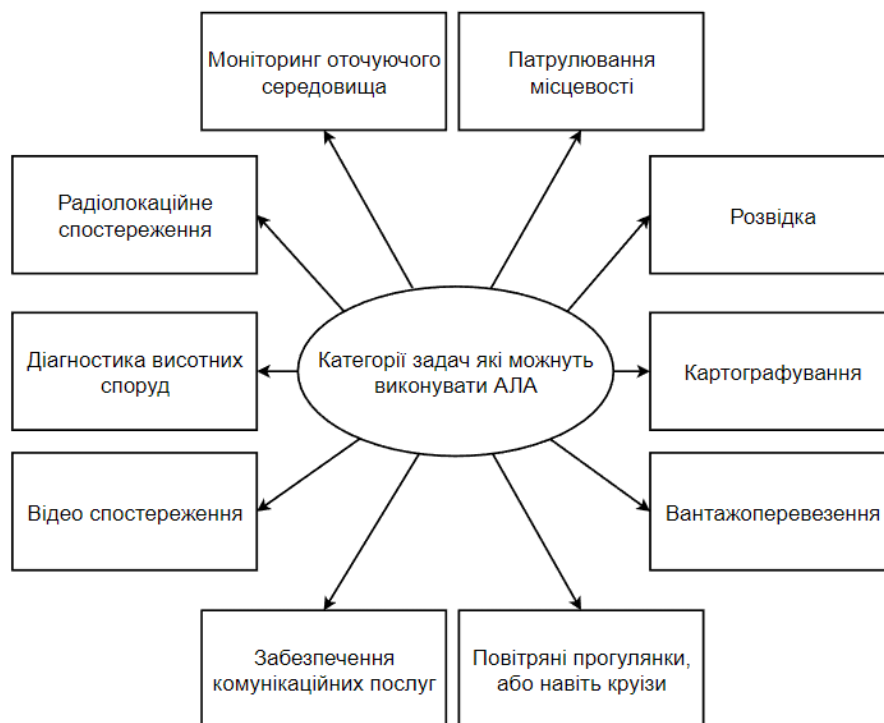 Моніторинг оточуючого
середовища
Патрулювання
місцевості
Радіолокаційне
спостереження
Розвідка
Діагностика висотних
споруд
Категорії задач які можнуть
виконувати АЛА
Картографування
Відео спостереження
Вантажоперевезення
Забезпечення
комунікаційних послуг
Повітряні прогулянки,
або навіть круїзи